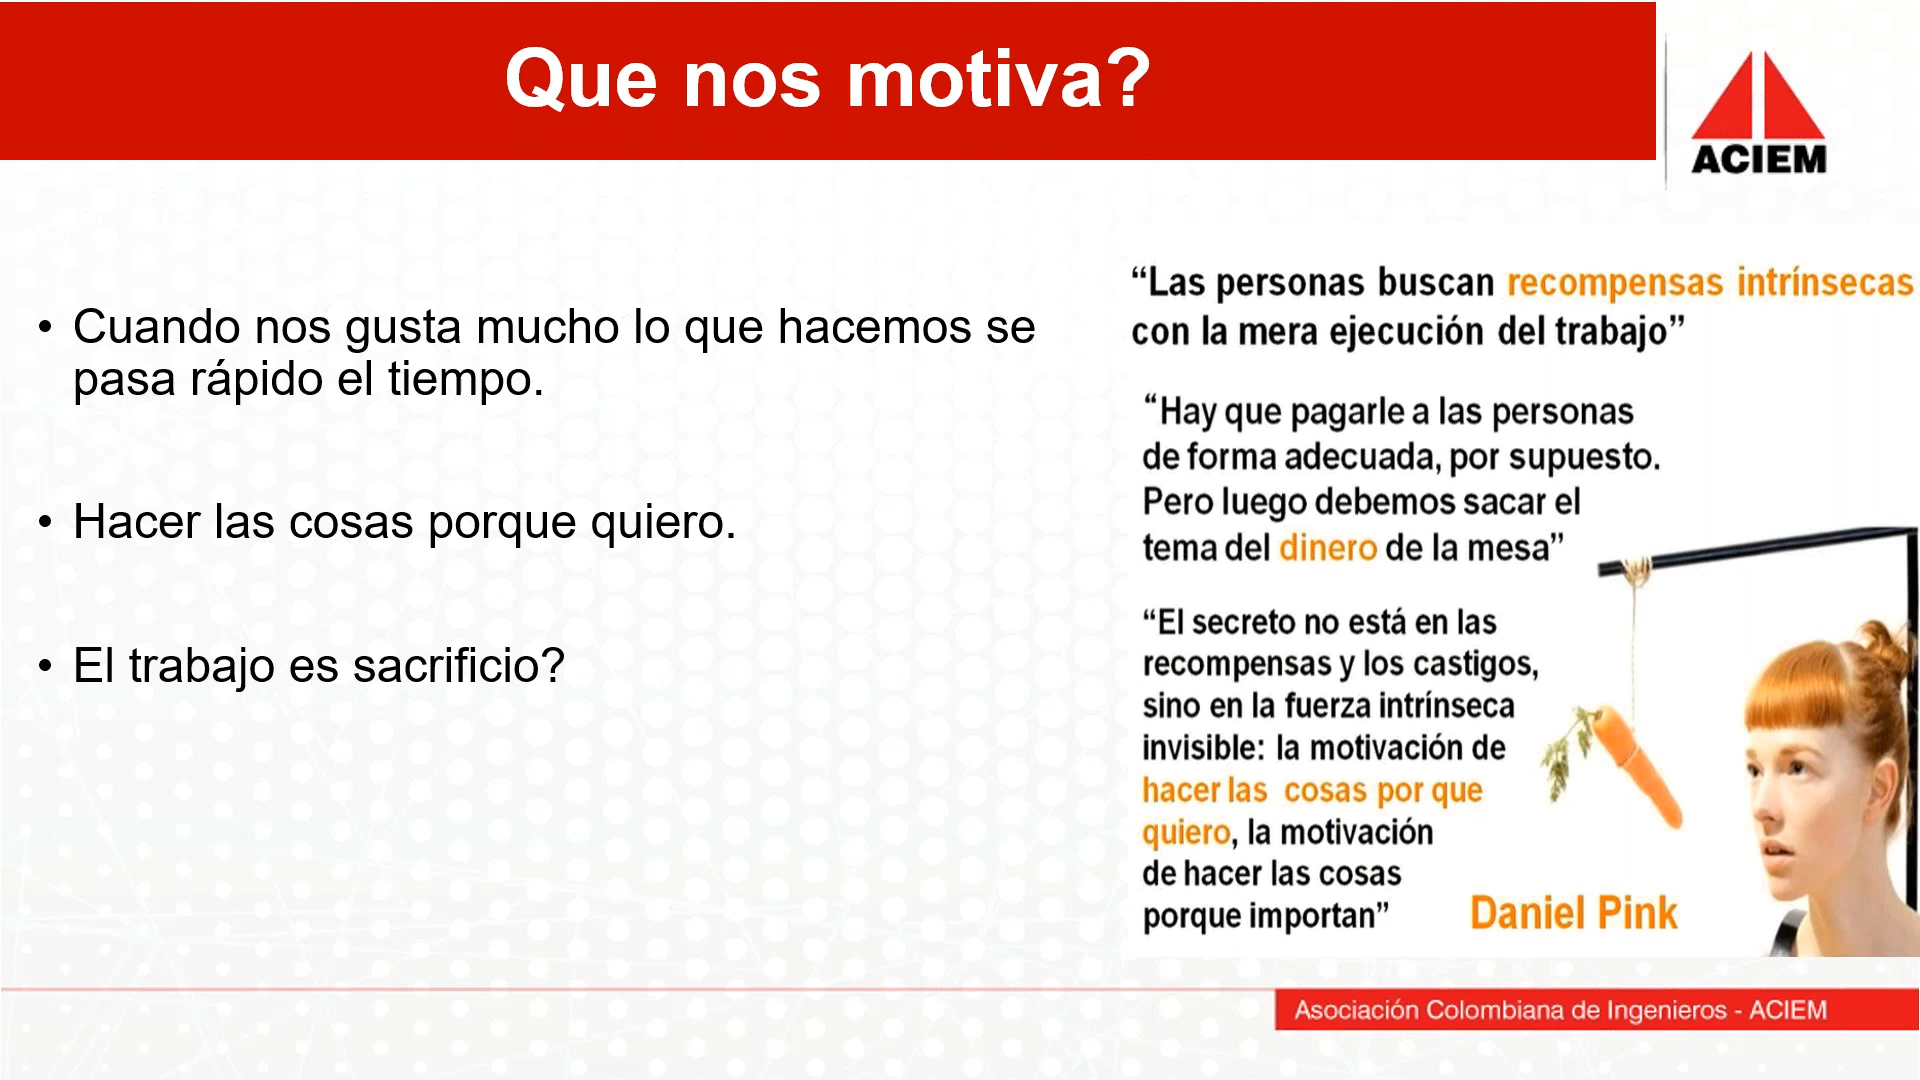 Que nos motiva?
ACIEM
• Cuando nos gusta mucho lo que hacemos se
pasa rápido el tiempo.
• Hacer las cosas porque quiero.
• El trabajo es sacrificio?
“Las personas buscan recompensas intrínsecas
con la mera ejecución del trabajo”
“Hay que pagarle a las personas
de forma adecuada, por supuesto.
Pero luego debemos sacar el
tema del dinero de la mesa”
“El secreto no está en las
recompensas y los castigos,
sino en la fuerza intrínseca
invisible: la motivación de
hacer las cosas por que
quiero, la motivación
de hacer las cosas
porque importan”
Daniel Pink
Asociación Colombiana de Ingenieros - ACIEM